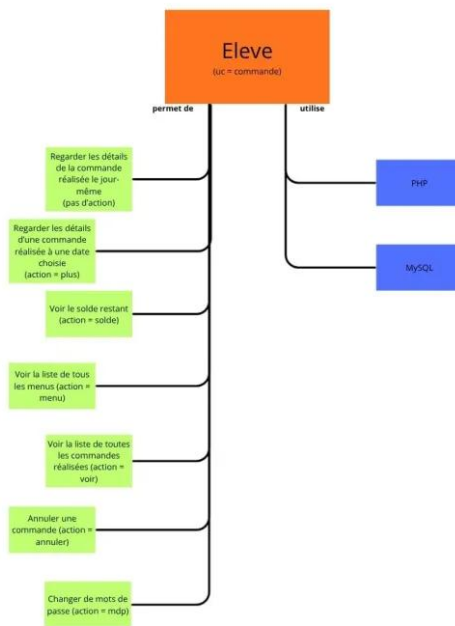 Eleve
(uc = commande)
permet de
utilise
Regarder les détails
de la commande
réalisée le jour-
même
(pas d'action)
PHP
Regarder les détails
d'une commande
réalisée à une date
choisie
(action = plus)
MySQL
Voir le solde restant
(action = solde)
Voir la liste de tous
les menus (action =
menu)
Voir la liste de toutes
les commandes
réalisées (action =
voir)
Annuler une
commande (action =
annuler)
Changer de mots de
passe (action = mdp)